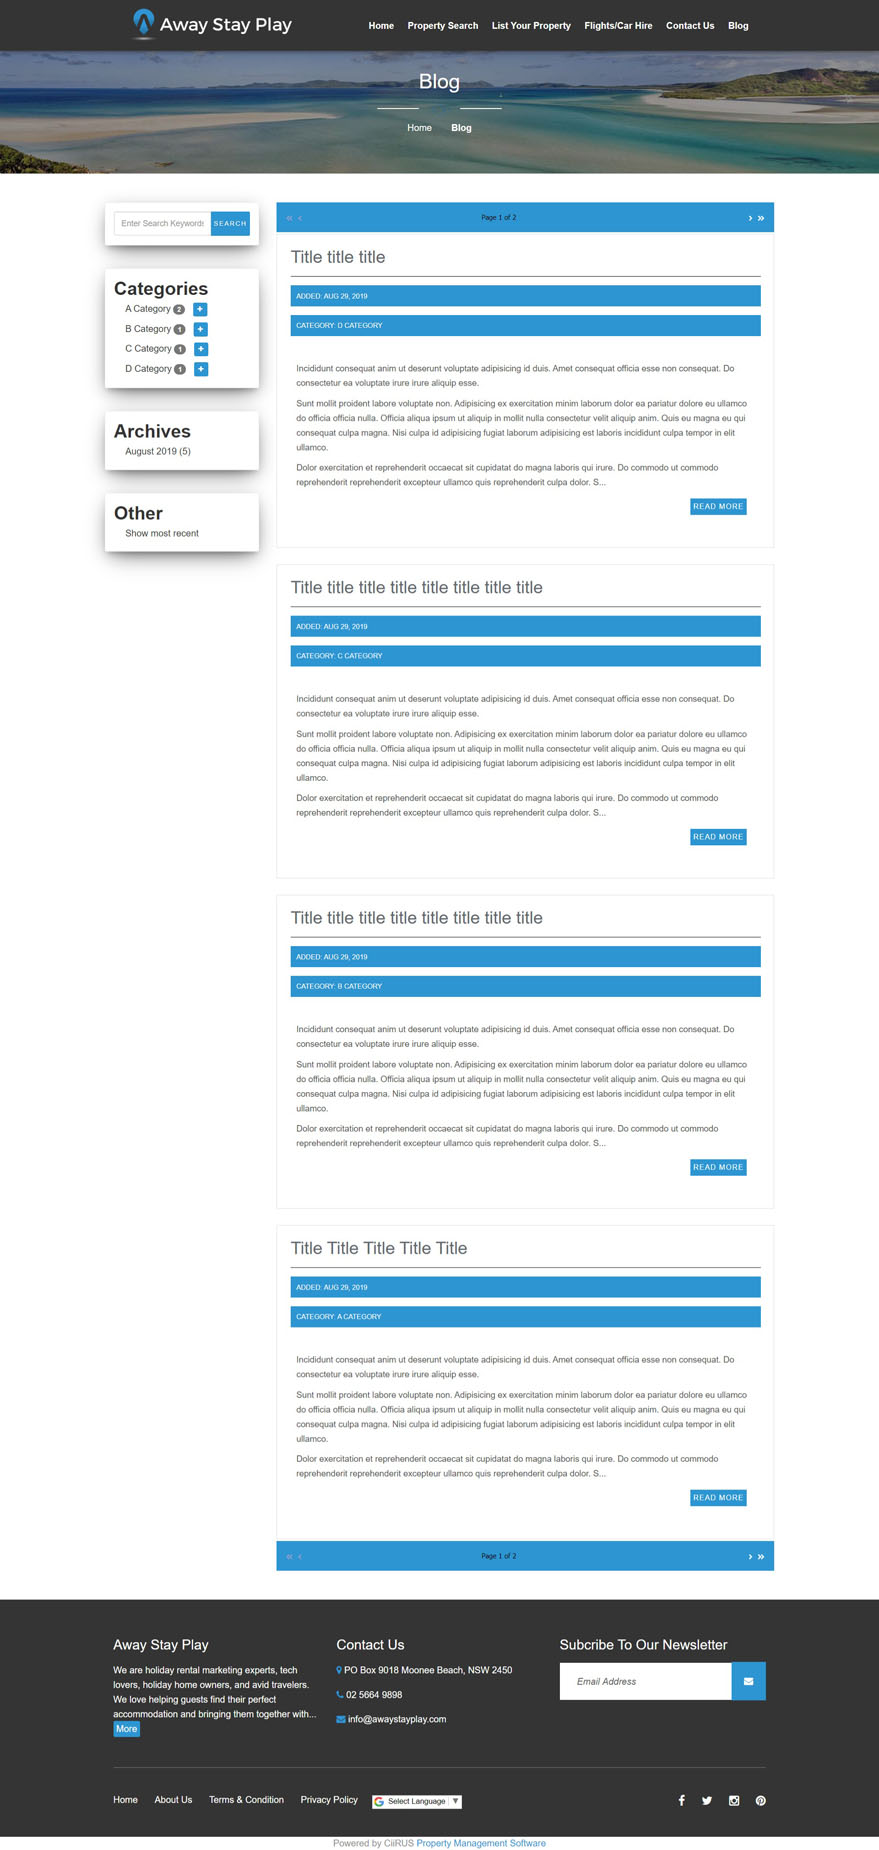 Away Stay Play
Home Property Search List Your Property Flights/Car Hire Contact Us Blog
Blog
Home Blog
Enter Search Keywords SEARCH
Categories
A Category 2 +
B Category 1 +
C Category 1 +
D Category 1 +
Archives
August 2019 (5)
Other
Show most recent
« ‹ Page 1 of 2 › »
Title title title
ADDED: AUG 29, 2019
CATEGORY: D CATEGORY
Incididunt consequat anim ut deserunt voluptate adipisicing id duis. Amet consequat officia esse non consequat. Do
consectetur ea voluptate irure irure aliquip esse.
Sunt mollit proident labore voluptate non. Adipisicing ex exercitation minim laborum dolor ea pariatur dolore eu ullamco
do officia officia nulla. Officia aliqua ipsum ut aliquip in mollit nulla consectetur velit aliquip anim. Quis eu magna eu qui
consequat culpa magna. Nisi culpa id adipisicing fugiat laborum adipisicing est laboris incididunt culpa tempor in elit
ullamco.
Dolor exercitation et reprehenderit occaecat sit cupidatat do magna laboris qui irure. Do commodo ut commodo
reprehenderit reprehenderit excepteur ullamco quis reprehenderit culpa dolor. S...
READ MORE
Title title title title title title title title
ADDED: AUG 29, 2019
CATEGORY: C CATEGORY
Incididunt consequat anim ut deserunt voluptate adipisicing id duis. Amet consequat officia esse non consequat. Do
consectetur ea voluptate irure irure aliquip esse.
Sunt mollit proident labore voluptate non. Adipisicing ex exercitation minim laborum dolor ea pariatur dolore eu ullamco
do officia officia nulla. Officia aliqua ipsum ut aliquip in mollit nulla consectetur velit aliquip anim. Quis eu magna eu qui
consequat culpa magna. Nisi culpa id adipisicing fugiat laborum adipisicing est laboris incididunt culpa tempor in elit
ullamco.
Dolor exercitation et reprehenderit occaecat sit cupidatat do magna laboris qui irure. Do commodo ut commodo
reprehenderit reprehenderit excepteur ullamco quis reprehenderit culpa dolor. S...
READ MORE
Title title title title title title title title
ADDED: AUG 29, 2019
CATEGORY: B CATEGORY
Incididunt consequat anim ut deserunt voluptate adipisicing id duis. Amet consequat officia esse non consequat. Do
consectetur ea voluptate irure irure aliquip esse.
Sunt mollit proident labore voluptate non. Adipisicing ex exercitation minim laborum dolor ea pariatur dolore eu ullamco
do officia officia nulla. Officia aliqua ipsum ut aliquip in mollit nulla consectetur velit aliquip anim. Quis eu magna eu qui
consequat culpa magna. Nisi culpa id adipisicing fugiat laborum adipisicing est laboris incididunt culpa tempor in elit
ullamco.
Dolor exercitation et reprehenderit occaecat sit cupidatat do magna laboris qui irure. Do commodo ut commodo
reprehenderit reprehenderit excepteur ullamco quis reprehenderit culpa dolor. S...
READ MORE
Title Title Title Title Title
ADDED: AUG 29, 2019
CATEGORY: A CATEGORY
Incididunt consequat anim ut deserunt voluptate adipisicing id duis. Amet consequat officia esse non consequat. Do
consectetur ea voluptate irure irure aliquip esse.
Sunt mollit proident labore voluptate non. Adipisicing ex exercitation minim laborum dolor ea pariatur dolore eu ullamco
do officia officia nulla. Officia aliqua ipsum ut aliquip in mollit nulla consectetur velit aliquip anim. Quis eu magna eu qui
consequat culpa magna. Nisi culpa id adipisicing fugiat laborum adipisicing est laboris incididunt culpa tempor in elit
ullamco.
Dolor exercitation et reprehenderit occaecat sit cupidatat do magna laboris qui irure. Do commodo ut commodo
reprehenderit reprehenderit excepteur ullamco quis reprehenderit culpa dolor. S...
READ MORE
« ‹ Page 1 of 2 › »
Away Stay Play
We are holiday rental marketing experts, tech
lovers, holiday home owners, and avid travelers.
We love helping guests find their perfect
accommodation and bringing them together with...
More
Contact Us
PO Box 9018 Moonee Beach, NSW 2450
02 5664 9898
info@awaystayplay.com
Subcribe To Our Newsletter
Email Address
Home About Us Terms & Condition Privacy Policy Select Language ▼
Powered by CiiRUS Property Management Software